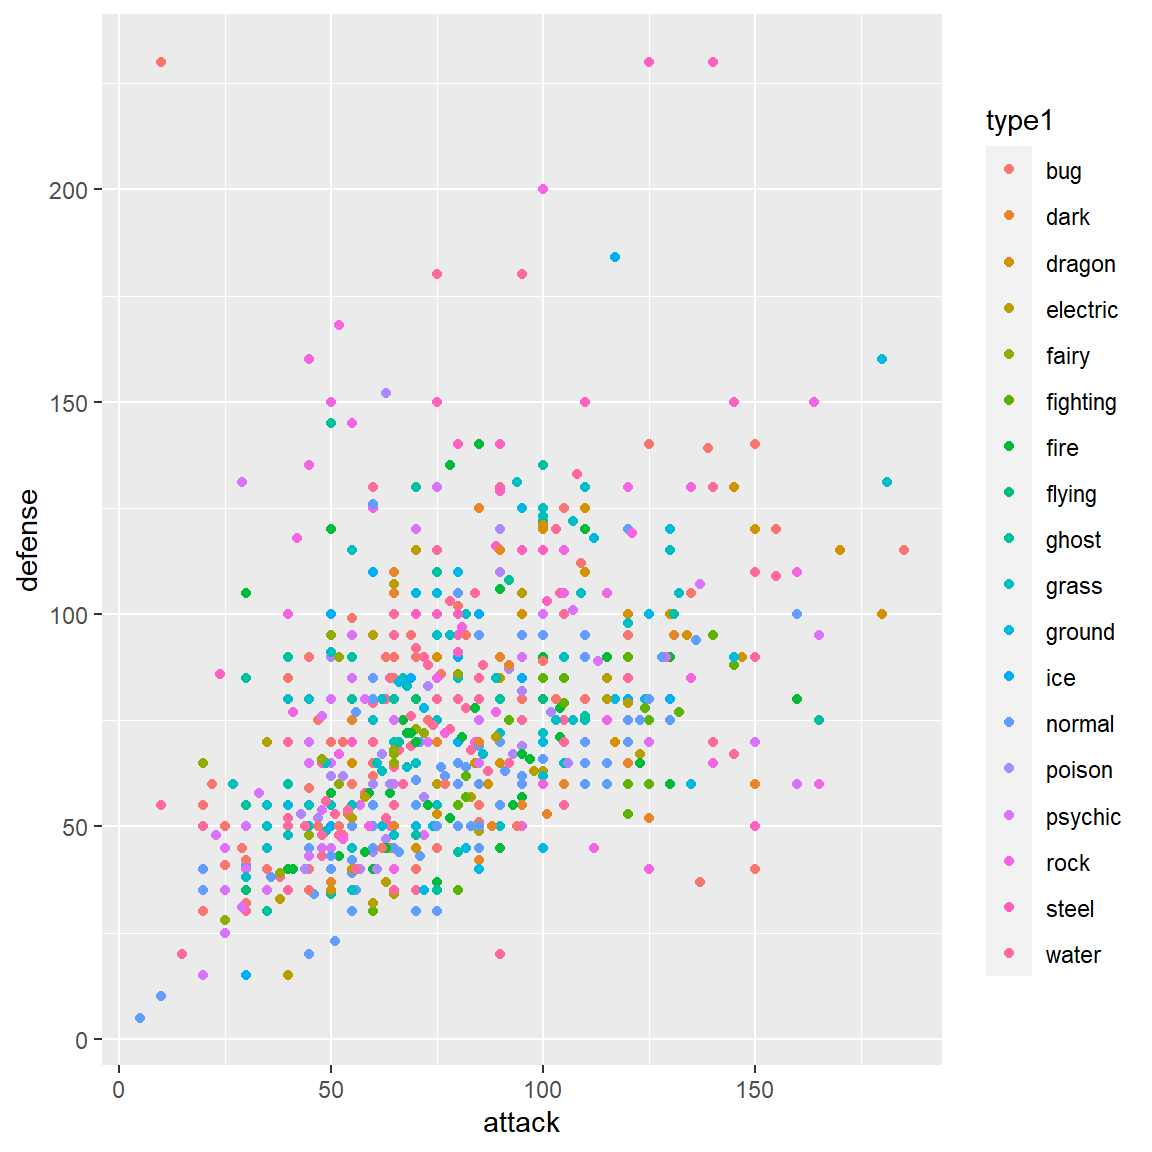 type1
bug
dark
dragon
electric
fairy
fighting
fire
flying
ghost
grass
ground
ice
normal
poison
psychic
rock
steel
water
defense
200
150
100
50
0
0 50 100 150
attack